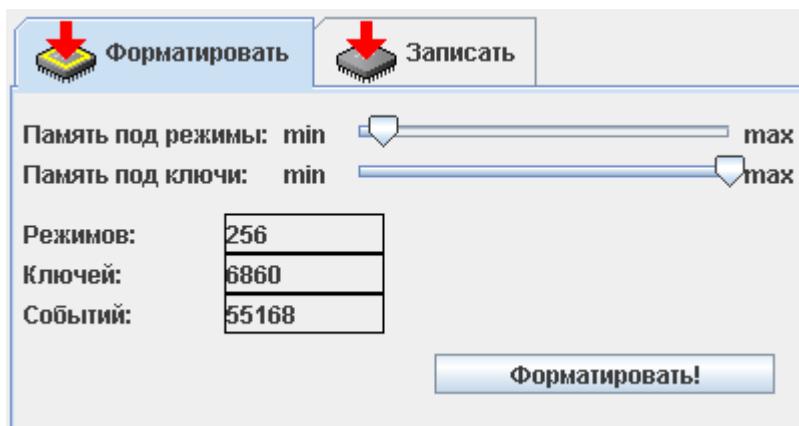 Форматировать Записать
Память под режимы: min max
Память под ключи: min max
Режимов: 256
Ключей: 6860
Событий: 55168
Форматировать!